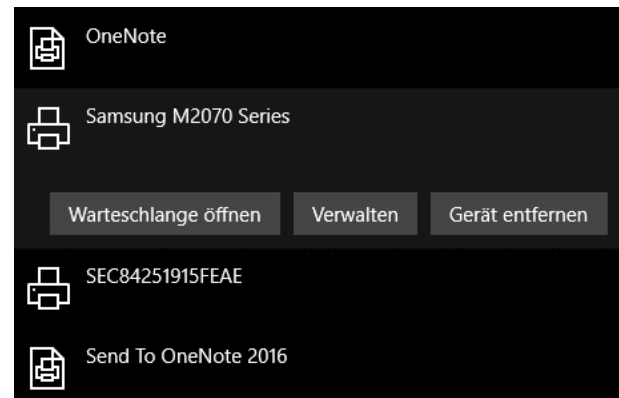 OneNote
Samsung M2070 Series
Warteschlange öffnen Verwalten Gerät entfernen
SEC84251915FEAE
Send To OneNote 2016